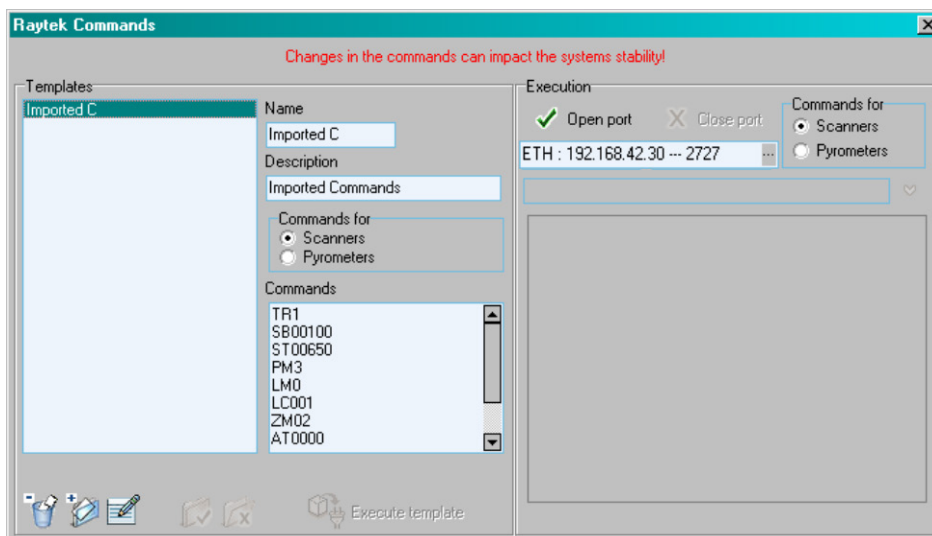 Raytek Commands
Changes in the commands can impact the systems stability!
Templates
Imported C
Name
Imported C
Description
Imported Commands
Commands for
Scanners
Pyrometers
Commands
TR1
SB00100
ST00650
PM3
LM0
LC001
ZM02
AT0000
Execute template
Execution
Open port
Close port
Commands for
Scanners
Pyrometers
ETH : 192.168.42.30 --- 2727
...